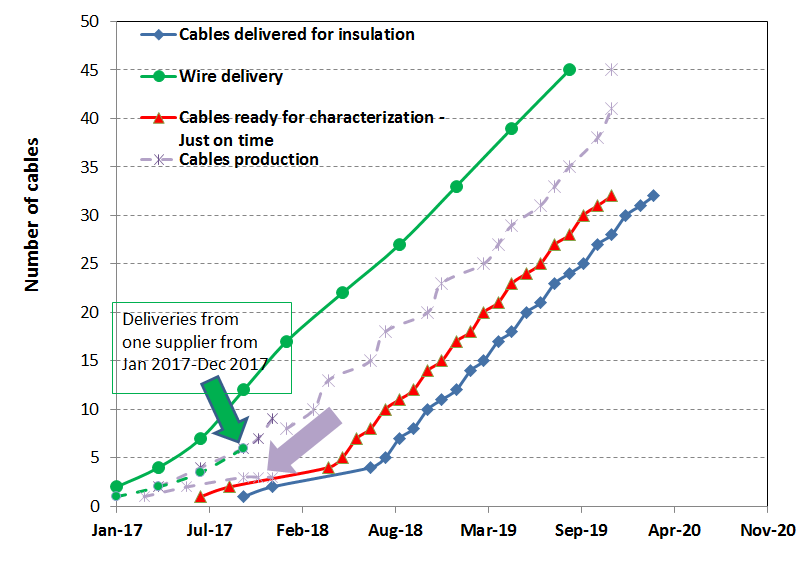 50
45
40
35
30
25
20
15
10
5
0
Number of cables
Cables delivered for insulation
Wire delivery
Cables ready for characterization -
Just on time
Cables production
Deliveries from
one supplier from
Jan 2017-Dec 2017
Jan-17 Jul-17 Feb-18 Aug-18 Mar-19 Sep-19 Apr-20 Nov-20